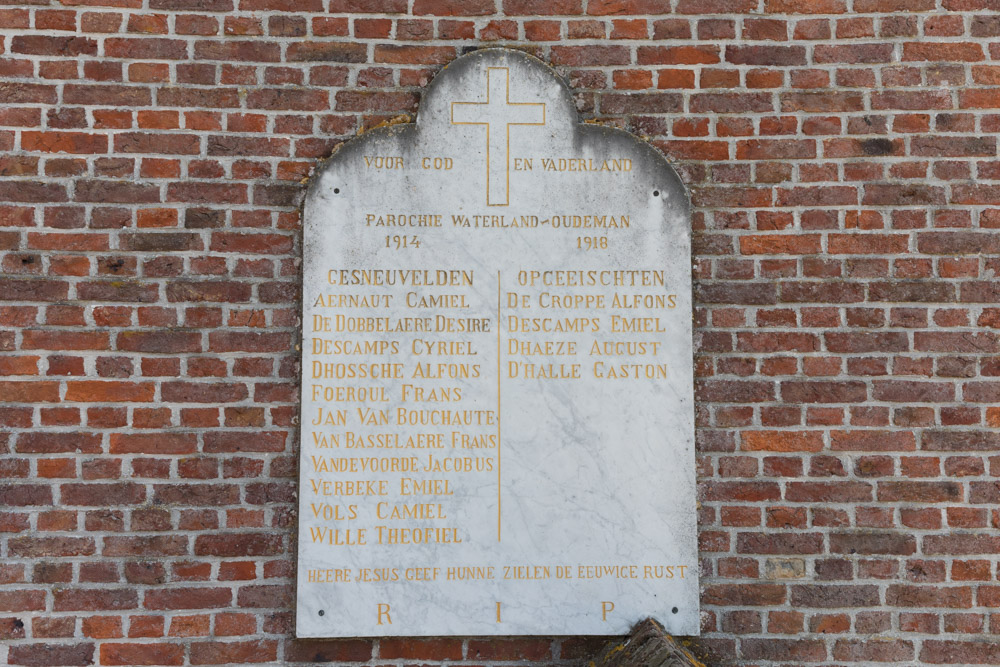 VOOR GOD EN VADERLAND
PAROCHIE WATERLAND-OUDEMAN
1914 1918
GESNEUVELDEN
AERNAUT CAMIEL
DE DOBBELAERE DESIRE
DESCAMPS CYRIEL
DHOSSCHE ALFONS
FOERQUL FRANS
JAN VAN BOUCHAUTE
VAN BASSELAERE FRANS
VANDEVOORDE JACOBUS
VERBEKE EMIEL
VOLS CAMIEL
WILLE THEOFIEL
OPGEEISCHTEN
DE CROPPE ALFONS
DESCAMPS EMIEL
DHAEZE AUGUST
D'HALLE GASTON
HEERE JESUS GEEF HUNNE ZIELEN DE EEUWIGE RUST
R I P